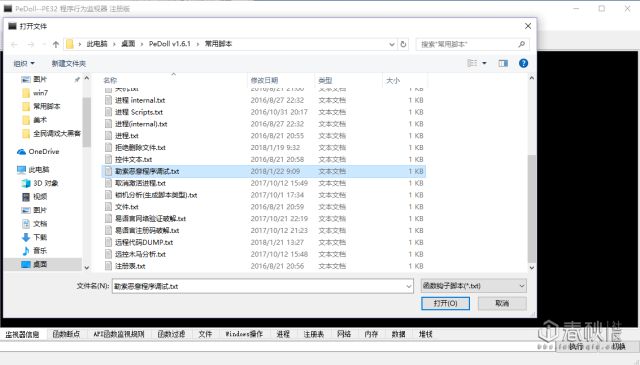 PeDoll--PE32 程序行为监视器 注册版
打开文件
此电脑 › 桌面 › PeDoll v1.6.1 › 常用脚本
搜索"常用脚本"
组织 新建文件夹
名称 修改日期 类型 大小
图片
win7
常用脚本
美术
全民调戏大黑客
OneDrive
此电脑
3D 对象
视频
图片
文档
下载
音乐
桌面
关机.txt 2016/8/21 21:00 文本文档 1 KB
进程 internal.txt 2016/8/27 22:32 文本文档 1 KB
进程 Scripts.txt 2016/10/31 20:17 文本文档 1 KB
进程(internal).txt 2016/8/27 22:32 文本文档 1 KB
进程.txt 2016/8/21 20:55 文本文档 1 KB
拒绝删除文件.txt 2018/1/19 9:32 文本文档 1 KB
控件文本.txt 2016/8/21 20:58 文本文档 1 KB
勒索恶意程序调试.txt 2018/1/22 9:09 文本文档 1 KB
取消激活进程.txt 2017/10/12 15:49 文本文档 1 KB
锁机分析(生成脚本类型).txt 2017/10/1 17:34 文本文档 1 KB
文件.txt 2016/8/21 20:59 文本文档 1 KB
易语言网络验证破解.txt 2017/10/21 22:19 文本文档 1 KB
易语言注册码破解.txt 2017/10/12 21:23 文本文档 1 KB
远程代码DUMP.txt 2018/1/21 13:27 文本文档 1 KB
远控木马分析.txt 2017/10/12 15:48 文本文档 1 KB
注册表.txt 2016/8/21 20:56 文本文档 1 KB
文件名(N): 勒索恶意程序调试.txt 函数钩子脚本(*.txt)
打开(O) 取消
监视器信息 函数断点 API函数监视规则 函数过滤 文件 Windows操作 进程 注册表 网络 内存 数据 堆栈
执行 切换
春秋
社区